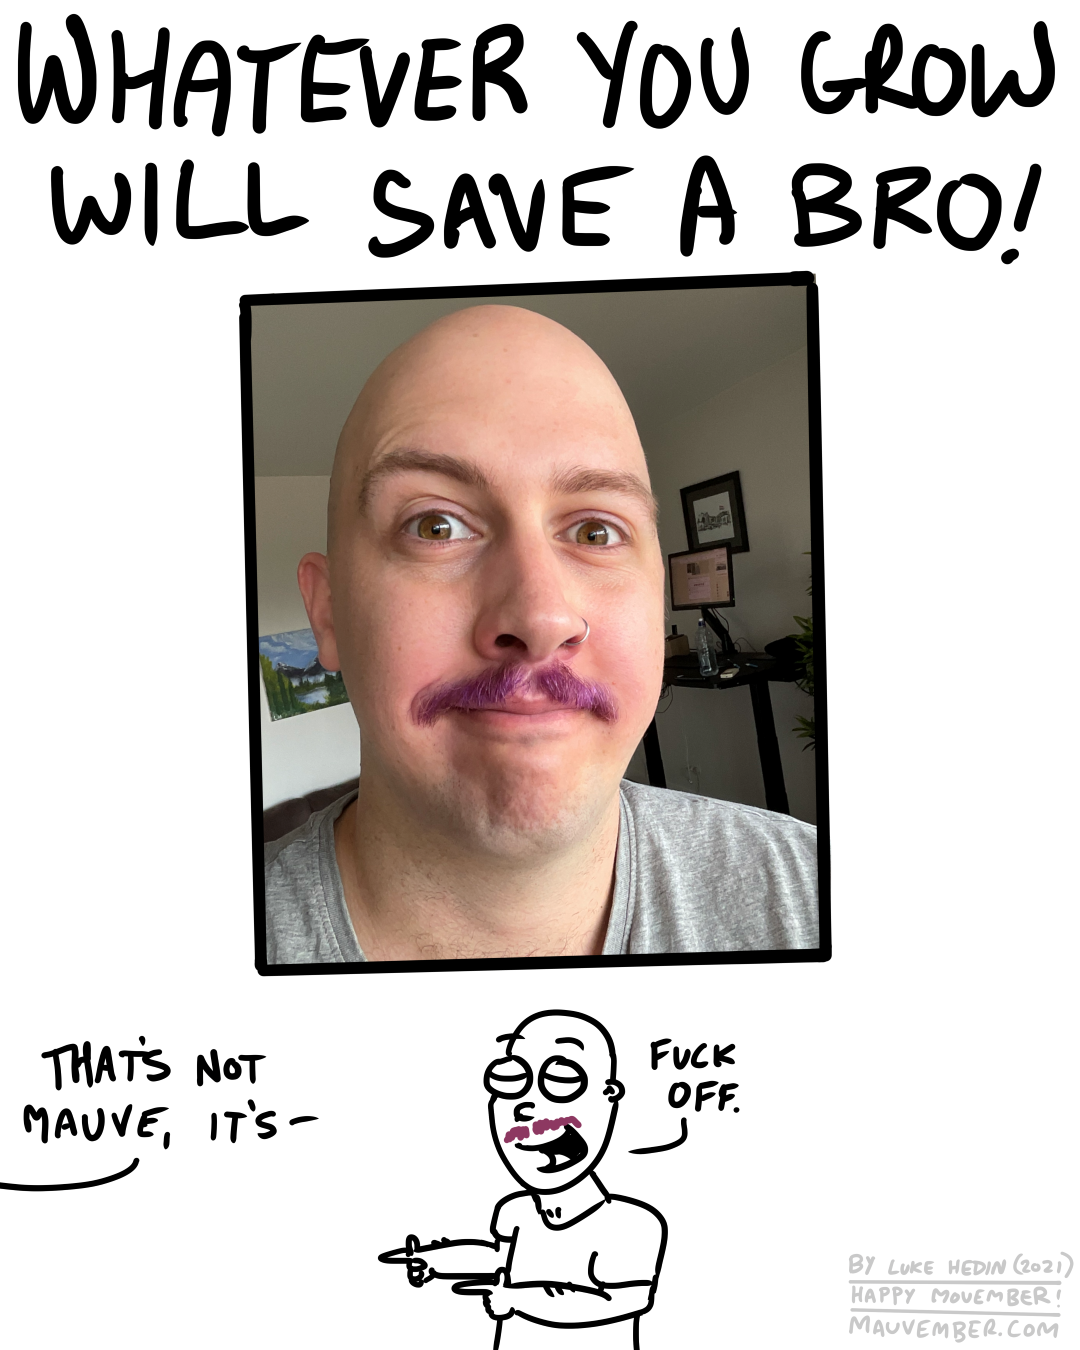 WHATEVER YOU GROW
WILL SAVE A BRO!
THAT'S NOT
MAUVE, IT'S-
FUCK
OFF.
BY LUKE HEDIN (2021)
HAPPY MOVEMBER!
MAUVEMBER.COM